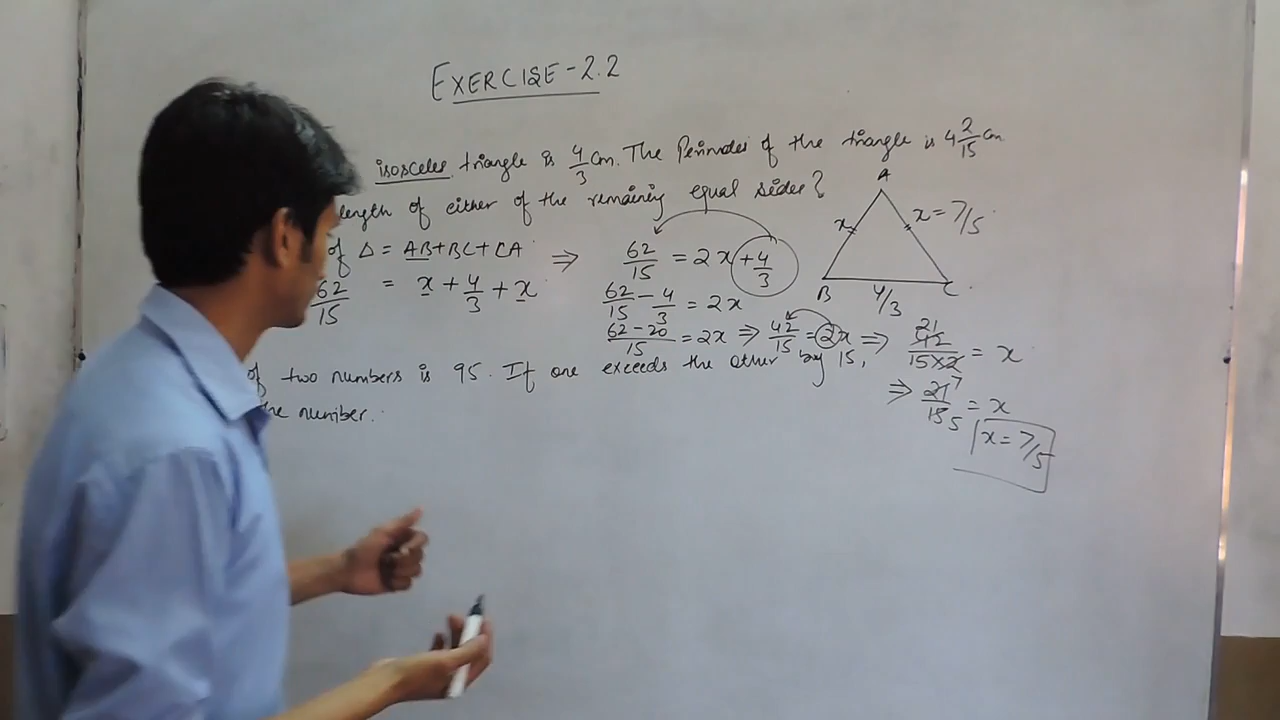 EXERCISE-2.2
isosceles triangle is 4/3 cm. The Perimeter of the triangle is 4 2/15 cm
length of either of the remaining equal sides?
of Δ = AB+BC+CA ⇒ 62/15 = 2x+4/3
62/15 = x+4/3+x
62/15 - 4/3 = 2x
62-20/15 = 2x ⇒ 42/15 = 2x ⇒ 21 42/15×2 = x
⇒ 21 7/15 5 = x
x = 7/5
A
x
x = 7/5
B
4/3
C
of two numbers is 95. If one exceeds the other by 15,
the number.